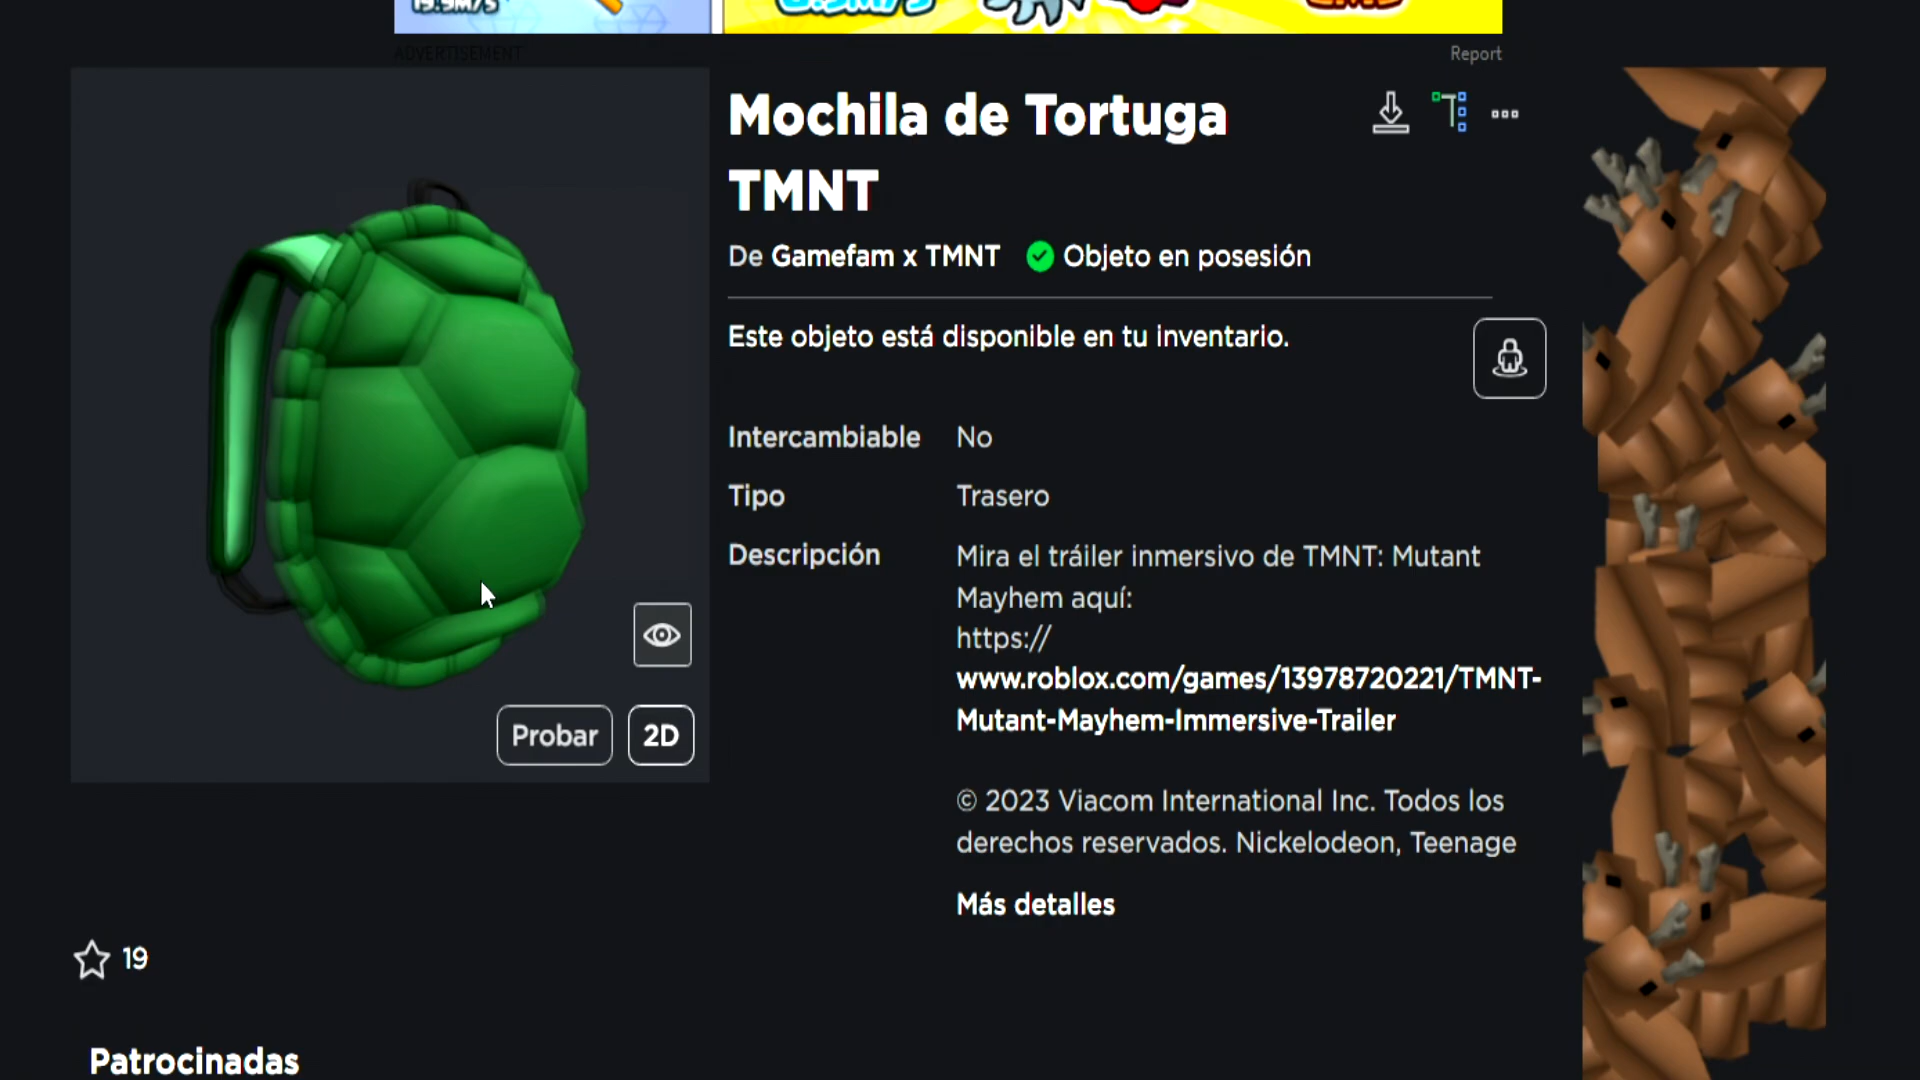 ADVERTISEMENT
Report
Mochila de Tortuga
TMNT
De Gamefam x TMNT
Objeto en posesión
Este objeto está disponible en tu inventario.
Intercambiable No
Tipo Trasero
Descripción Mira el tráiler inmersivo de TMNT: Mutant
Mayhem aquí:
https://
www.roblox.com/games/13978720221/TMNT-
Mutant-Mayhem-Immersive-Trailer
Probar 2D
© 2023 Viacom International Inc. Todos los
derechos reservados. Nickelodeon, Teenage
Más detalles
19
Patrocinadas